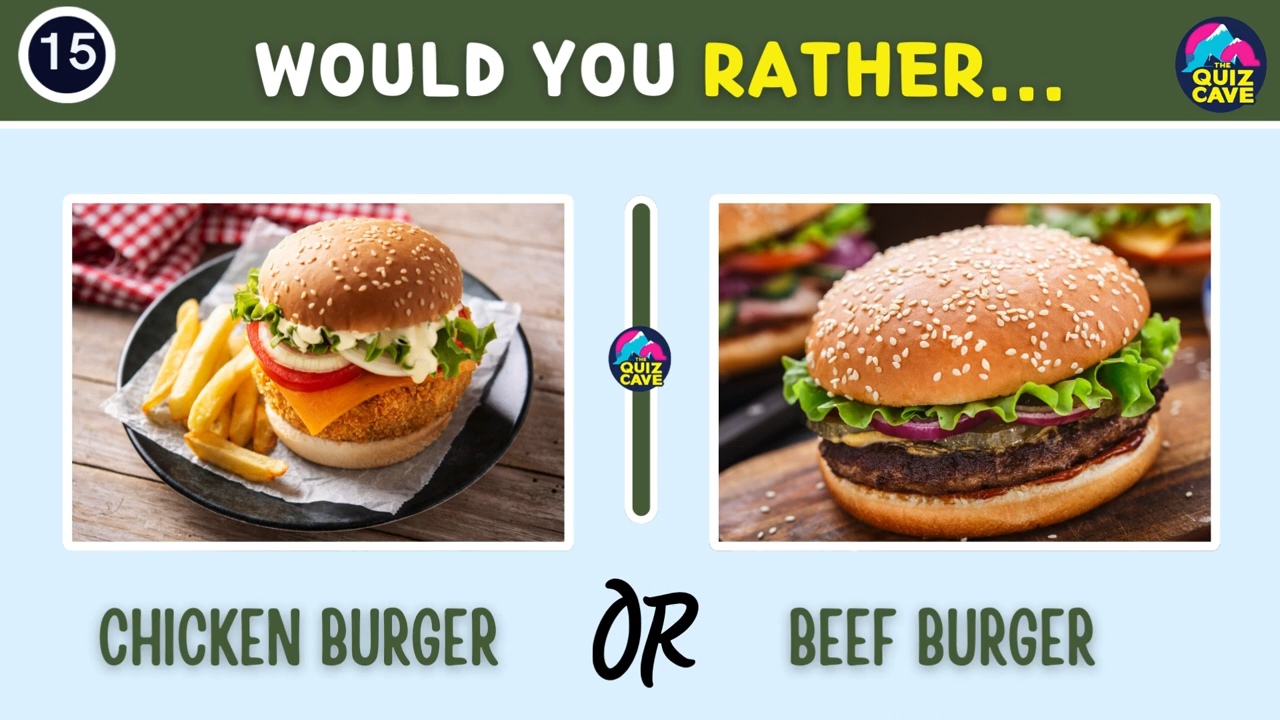 15
WOULD YOU RATHER...
THE
QUIZ
CAVE
THE
QUIZ
CAVE
CHICKEN BURGER
OR
BEEF BURGER